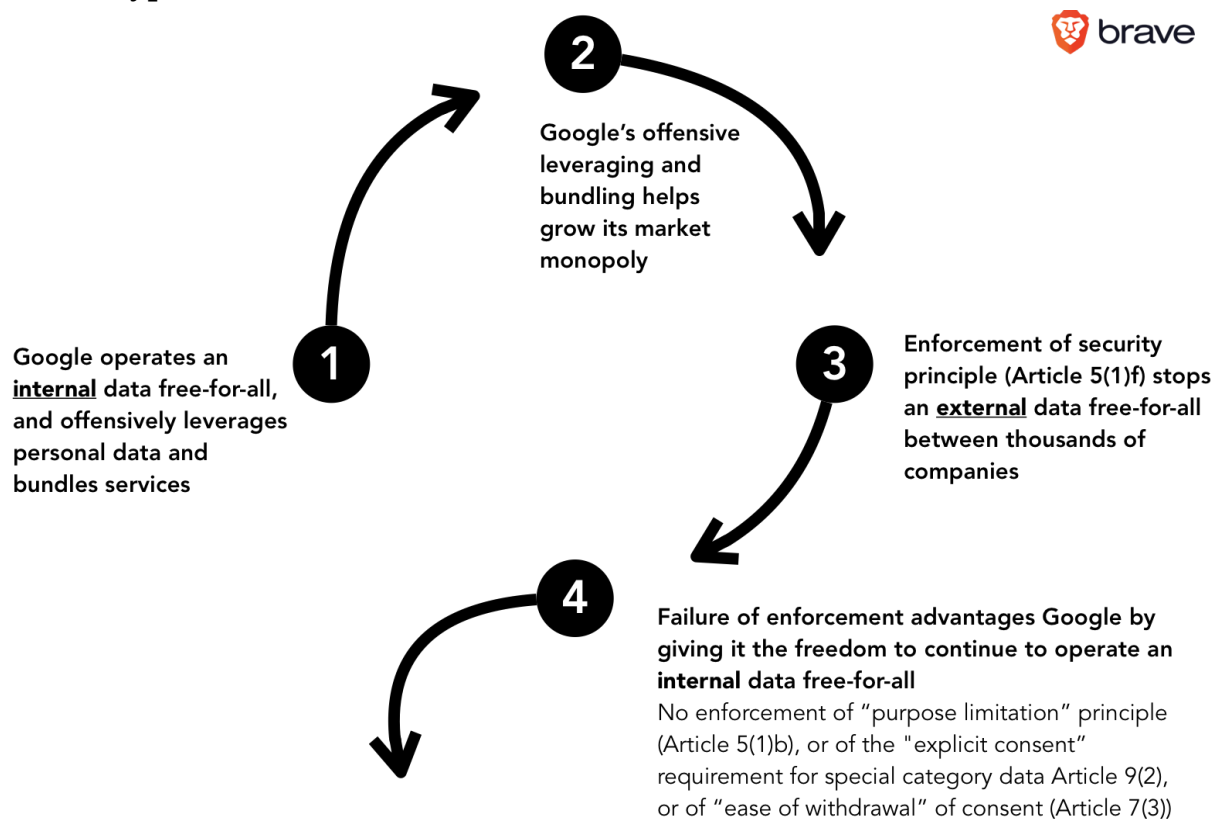 brave
2
Google’s offensive
leveraging and
bundling helps
grow its market
monopoly
1
Google operates an
internal data free-for-all,
and offensively leverages
personal data and
bundles services
3
Enforcement of security
principle (Article 5(1)f) stops
an external data free-for-all
between thousands of
companies
4
Failure of enforcement advantages Google by
giving it the freedom to continue to operate an
internal data free-for-all
No enforcement of “purpose limitation” principle
(Article 5(1)b), or of the "explicit consent”
requirement for special category data Article 9(2),
or of “ease of withdrawal” of consent (Article 7(3))